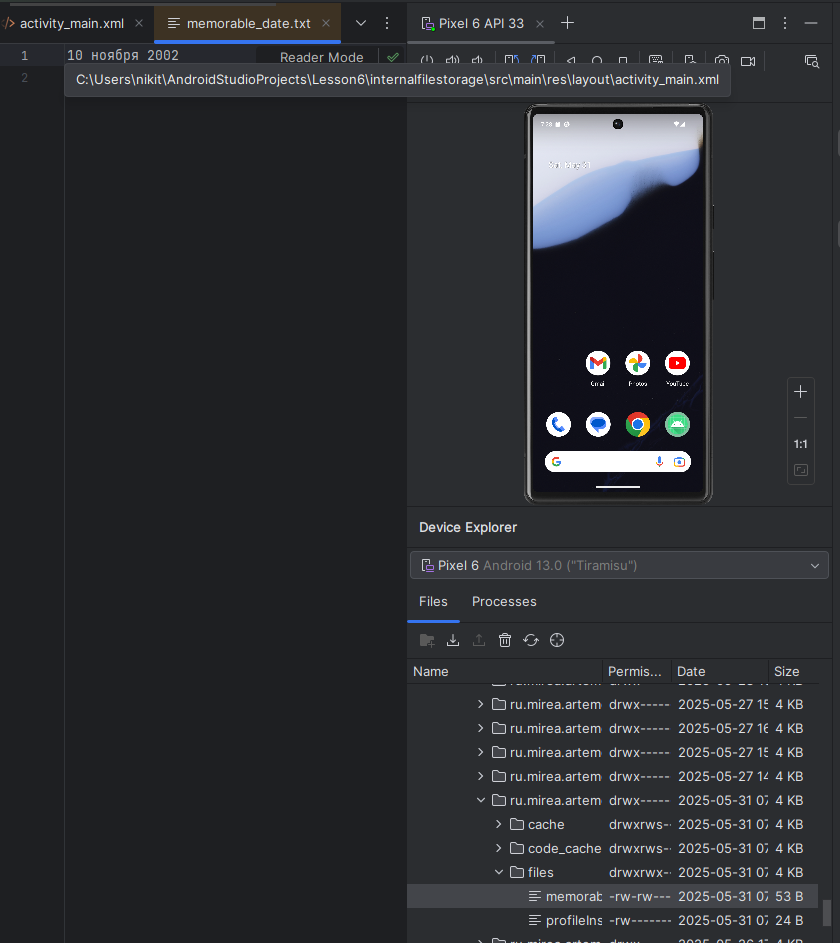 activity_main.xml
memorable_date.txt
Pixel 6 API 33
1
10 ноября 2002
Reader Mode
2
C:\Users\nikit\AndroidStudioProjects\Lesson6\internalfilestorage\src\main\res\layout\activity_main.xml
Gmail
Photos
YouTube
1:1
Device Explorer
Pixel 6 Android 13.0 ("Tiramisu")
Files
Processes
Name
Permis...
Date
Size
ru.mirea.artem
drwx-----
2025-05-27 15
4 KB
ru.mirea.artem
drwx-----
2025-05-27 16
4 KB
ru.mirea.artem
drwx-----
2025-05-27 15
4 KB
ru.mirea.artem
drwx-----
2025-05-27 14
4 KB
ru.mirea.artem
drwx-----
2025-05-31 07
4 KB
cache
drwxrws--
2025-05-31 07
4 KB
code_cache
drwxrws--
2025-05-31 07
4 KB
files
drwxrwx--
2025-05-31 07
4 KB
memorab
-rw-rw----
2025-05-31 07
53 B
profileIns
-rw-------
2025-05-31 07
24 B